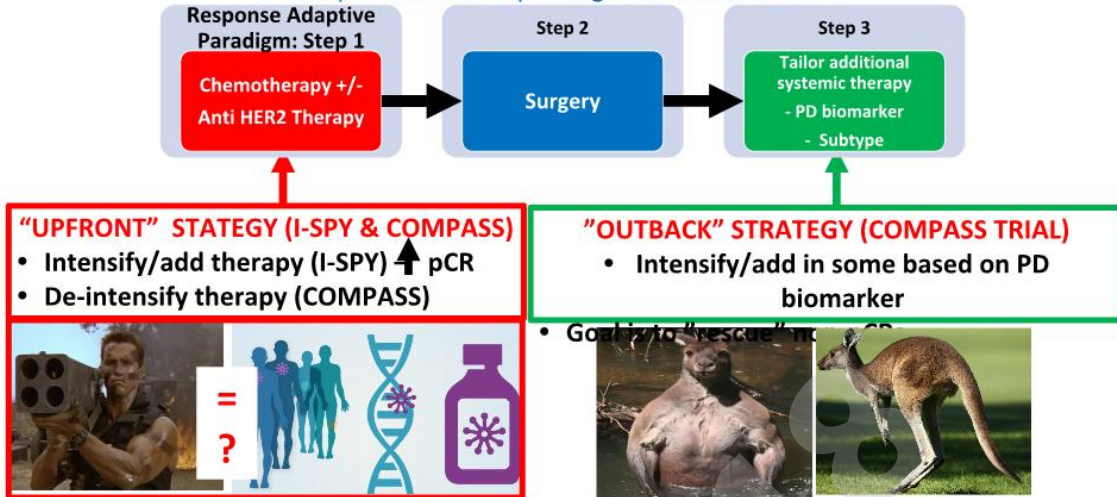 Response Adaptive
Paradigm: Step 1
Chemotherapy +/-
Anti HER2 Therapy
Step 2
Surgery
Step 3
Tailor additional
systemic therapy
- PD biomarker
- Subtype
"UPFRONT" STATEGY (I-SPY & COMPASS)
• Intensify/add therapy (I-SPY) → pCR
• De-intensify therapy (COMPASS)
"OUTBACK" STRATEGY (COMPASS TRIAL)
• Intensify/add in some based on PD
biomarker
• Goal is to "rescue"
=
?